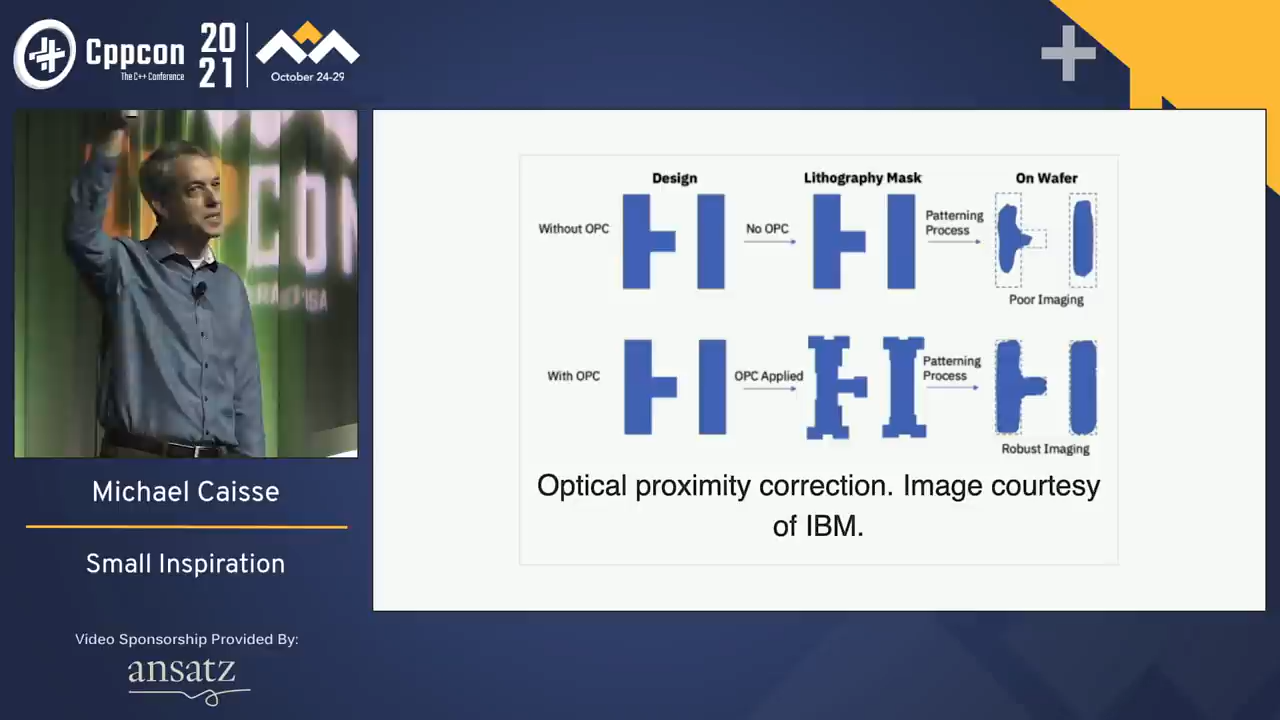 Cppcon
The C++ Conference
20
21
October 24-29
CON
Michael Caisse
Small Inspiration
Video Sponsorship Provided By:
ansatz
Design
Lithography Mask
On Wafer
Without OPC
No OPC
Patterning
Process
Poor Imaging
With OPC
OPC Applied
Patterning
Process
Robust Imaging
Optical proximity correction. Image courtesy
of IBM.